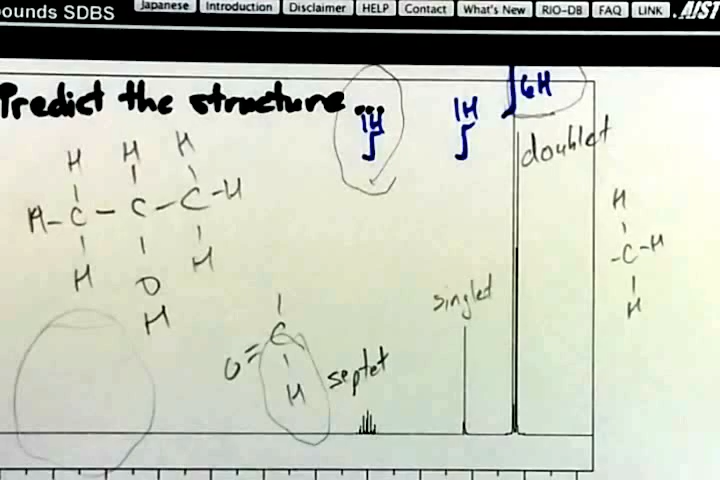 ounds SDBS
Japanese Introduction Disclaimer HELP Contact What's New RIO-DB FAQ LINK AIST
Predict the structure...
1H
1H
6H
doublet
H H H
H-C-C-C-H
H O H
H
H
-C-H
H
singlet
C
O=
H
septet